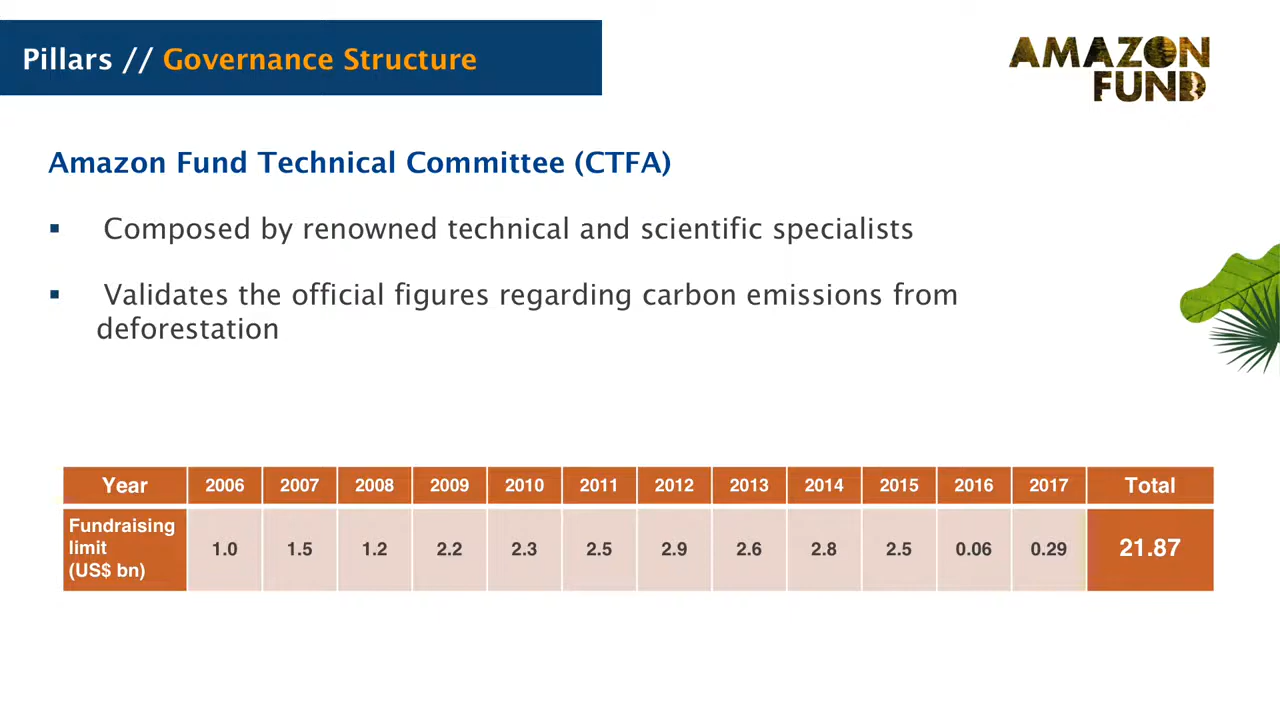 Pillars // Governance Structure
AMAZON
FUND
Amazon Fund Technical Committee (CTFA)
▪ Composed by renowned technical and scientific specialists
▪ Validates the official figures regarding carbon emissions from
deforestation
Year 2006 2007 2008 2009 2010 2011 2012 2013 2014 2015 2016 2017 Total
Fundraising
limit
(US$ bn) 1.0 1.5 1.2 2.2 2.3 2.5 2.9 2.6 2.8 2.5 0.06 0.29 21.87